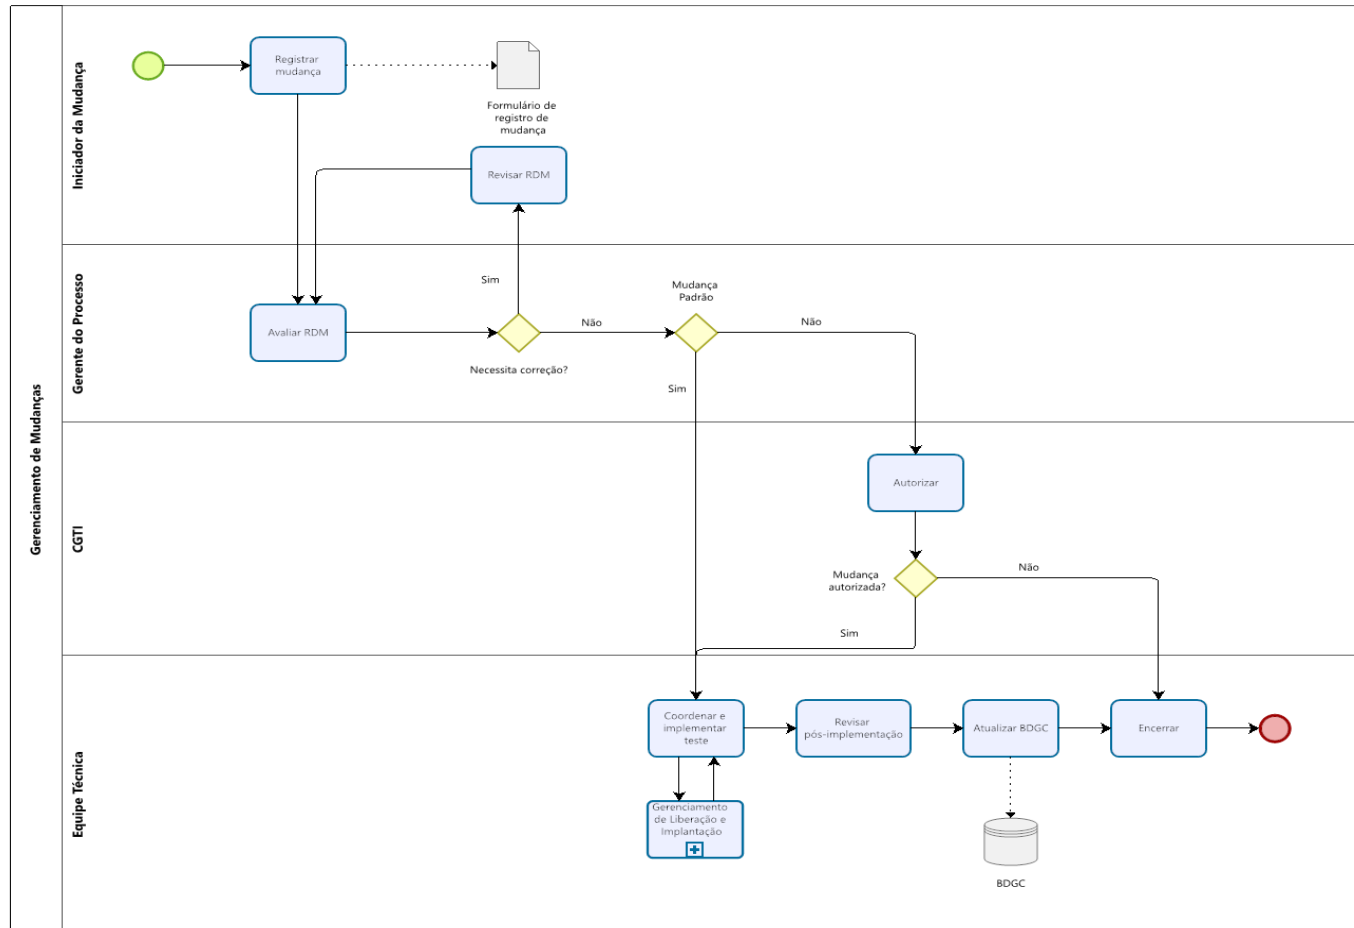 Gerenciamento de Mudanças
Iniciador da Mudança
Registrar
mudança
Formulário de
registro de
mudança
Revisar RDM
Gerente do Processo
Sim
Avaliar RDM
Necessita correção?
Não
Mudança
Padrão
Não
Sim
CGTI
Autorizar
Mudança
autorizada?
Não
Sim
Equipe Técnica
Coordenar e
implementar
teste
Revisar
pós-implementação
Atualizar BDGC
Encerrar
Gerenciamento
de Liberação e
Implantação
BDGC